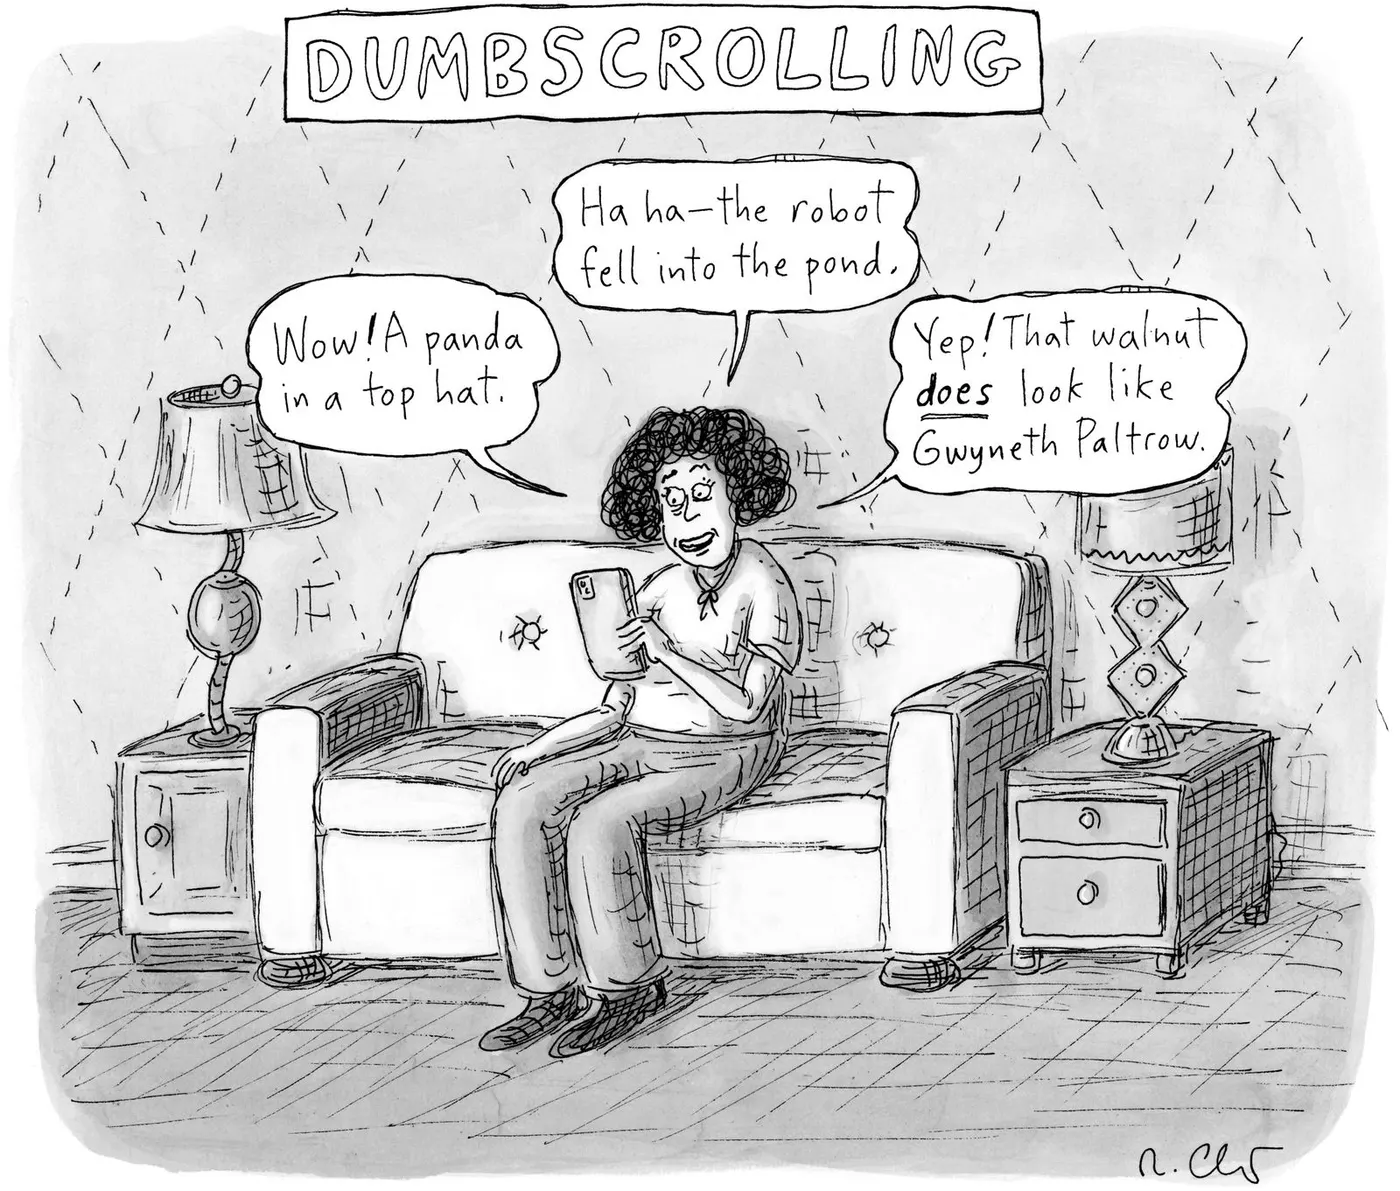 DUMBSCROLLING
Wow! A panda
in a top hat.
Ha ha—the robot
fell into the pond.
Yep! That walnut
does look like
Gwyneth Paltrow.
R. Chst